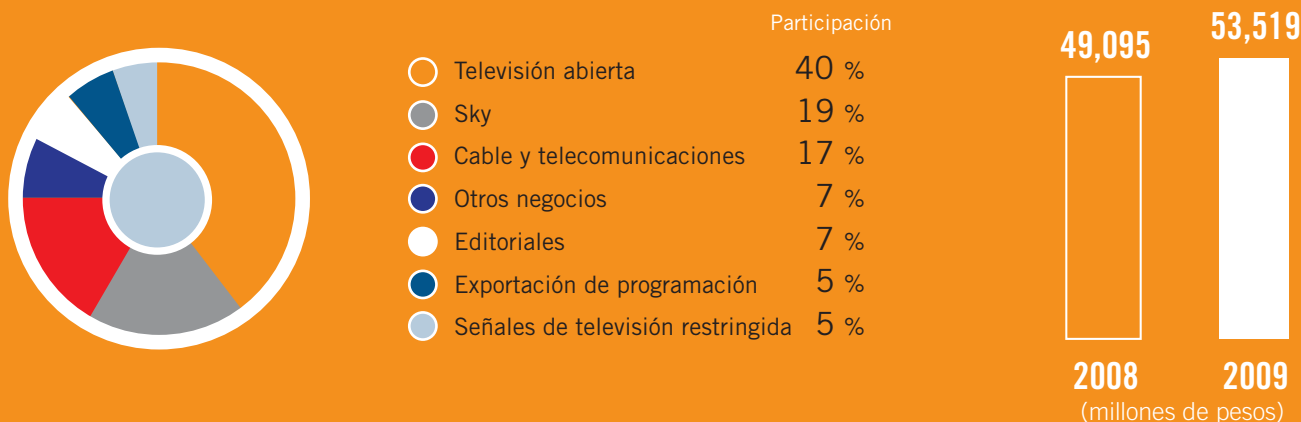 Participación
Televisión abierta 40 %
Sky 19 %
Cable y telecomunicaciones 17 %
Otros negocios 7 %
Editoriales 7 %
Exportación de programación 5 %
Señales de televisión restringida 5 %
49,095 53,519
2008 2009
(millones de pesos)